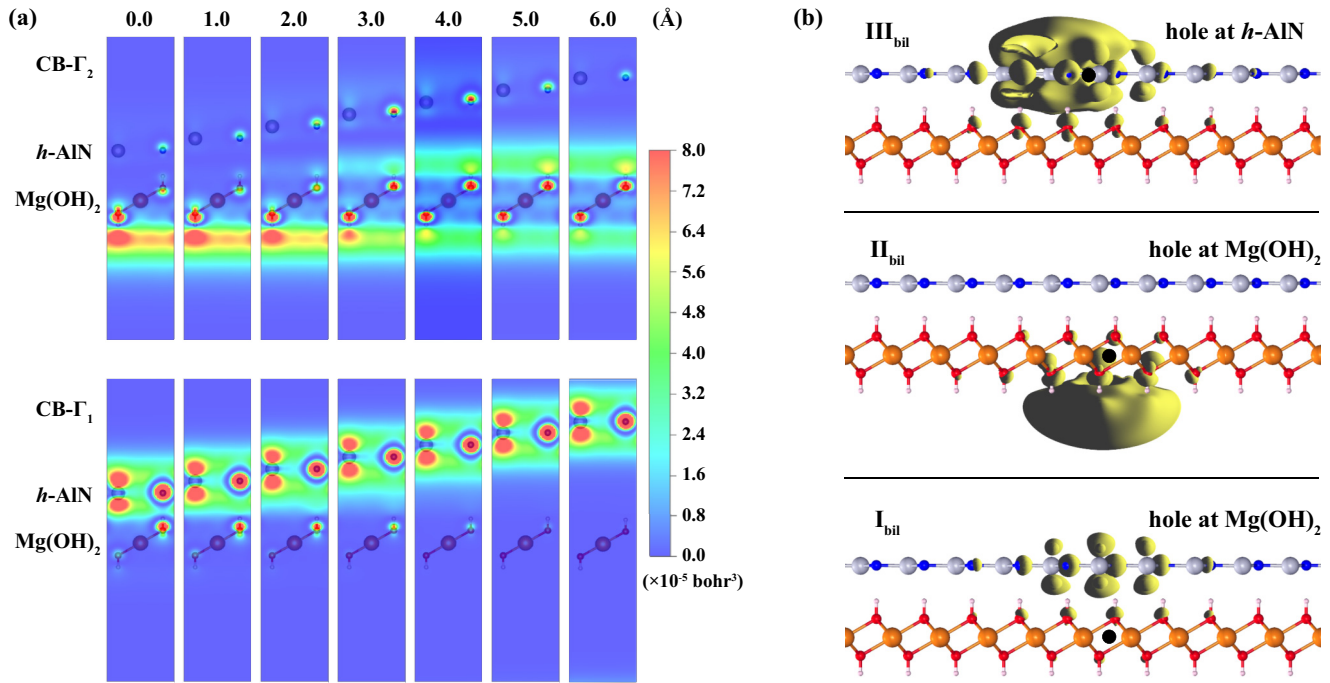 (a)
0.0 1.0 2.0 3.0 4.0 5.0 6.0 (Å)
CB-Γ₂
h-AlN
Mg(OH)₂
8.0
7.2
6.4
5.6
4.8
4.0
3.2
2.4
1.6
0.8
0.0
(×10⁻⁵ bohr³)
CB-Γ₁
h-AlN
Mg(OH)₂
(b)
III_bil hole at h-AlN
II_bil hole at Mg(OH)₂
I_bil hole at Mg(OH)₂